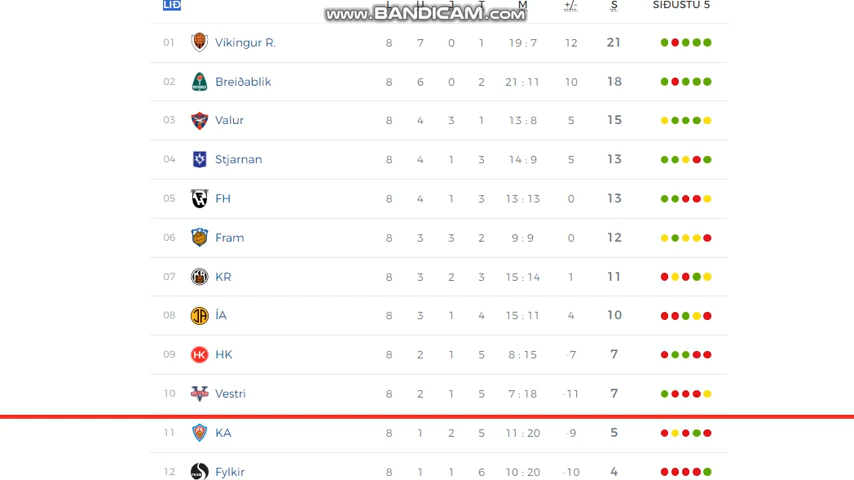 LIÐ L U J T M +/- S SÍÐUSTU 5
www.BANDICAM.com
01 Víkingur R. 8 7 0 1 19 : 7 12 21
02 Breiðablik 8 6 0 2 21 : 11 10 18
03 Valur 8 4 3 1 13 : 8 5 15
04 Stjarnan 8 4 1 3 14 : 9 5 13
05 FH 8 4 1 3 13 : 13 0 13
06 Fram 8 3 3 2 9 : 9 0 12
07 KR 8 3 2 3 15 : 14 1 11
08 ÍA 8 3 1 4 15 : 11 4 10
09 HK 8 2 1 5 8 : 15 -7 7
10 Vestri 8 2 1 5 7 : 18 -11 7
11 KA 8 1 2 5 11 : 20 -9 5
12 Fylkir 8 1 1 6 10 : 20 -10 4